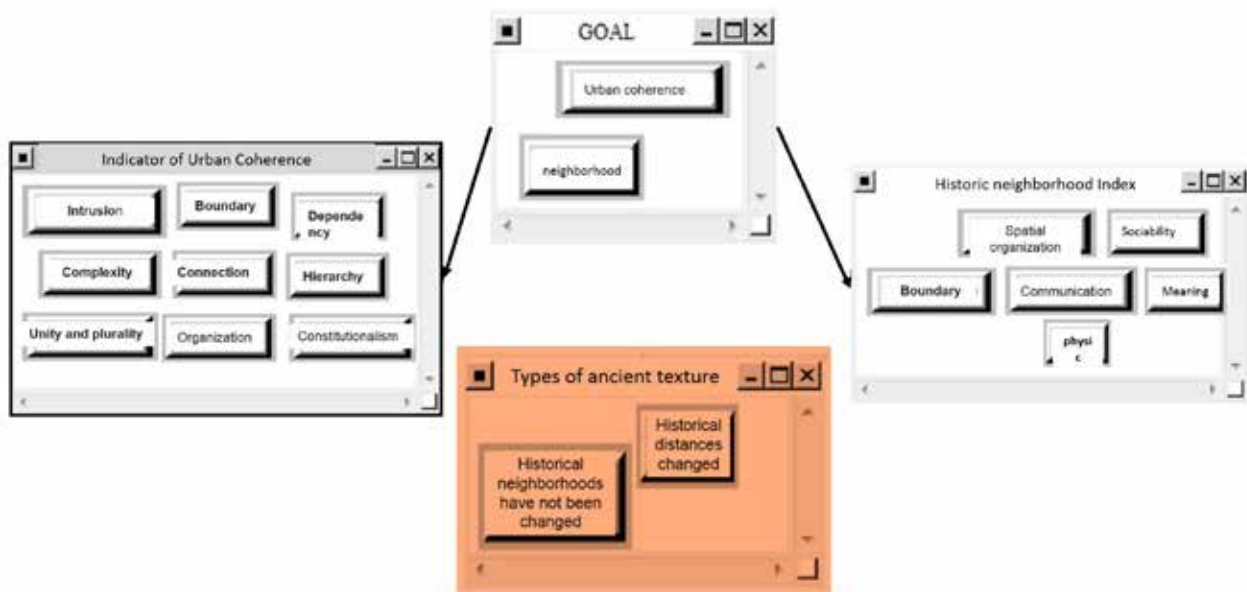 GOAL
Urban coherence
neighborhood
Indicator of Urban Coherence
Intrusion
Boundary
Depende
ncy
Complexity
Connection
Hierarchy
Unity and plurality
Organization
Constitutionalism
Historic neighborhood Index
Spatial
organization
Sociability
Boundary
Communication
Meaning
physi
c
Types of ancient texture
Historical
distances
changed
Historical
neighborhoods
have not been
changed